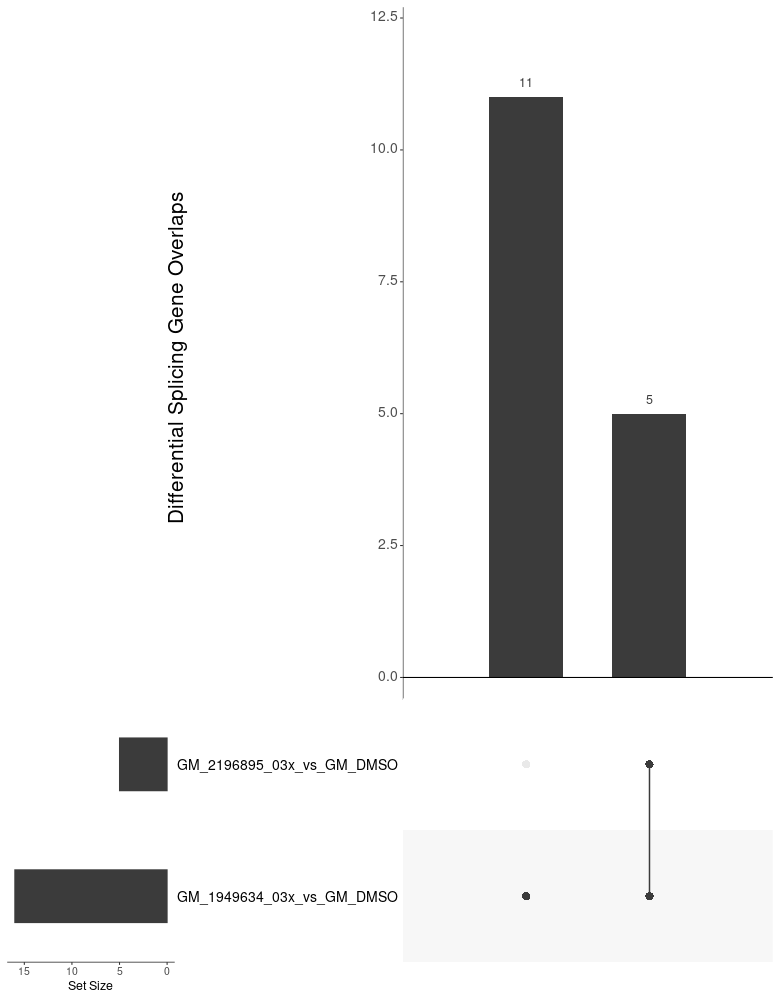 12.5
11
10.0
Differential Splicing Gene Overlaps
7.5
5
5.0
2.5
0.0
GM_2196895_03x_vs_GM_DMSO
GM_1949634_03x_vs_GM_DMSO
15 10 5 0
Set Size